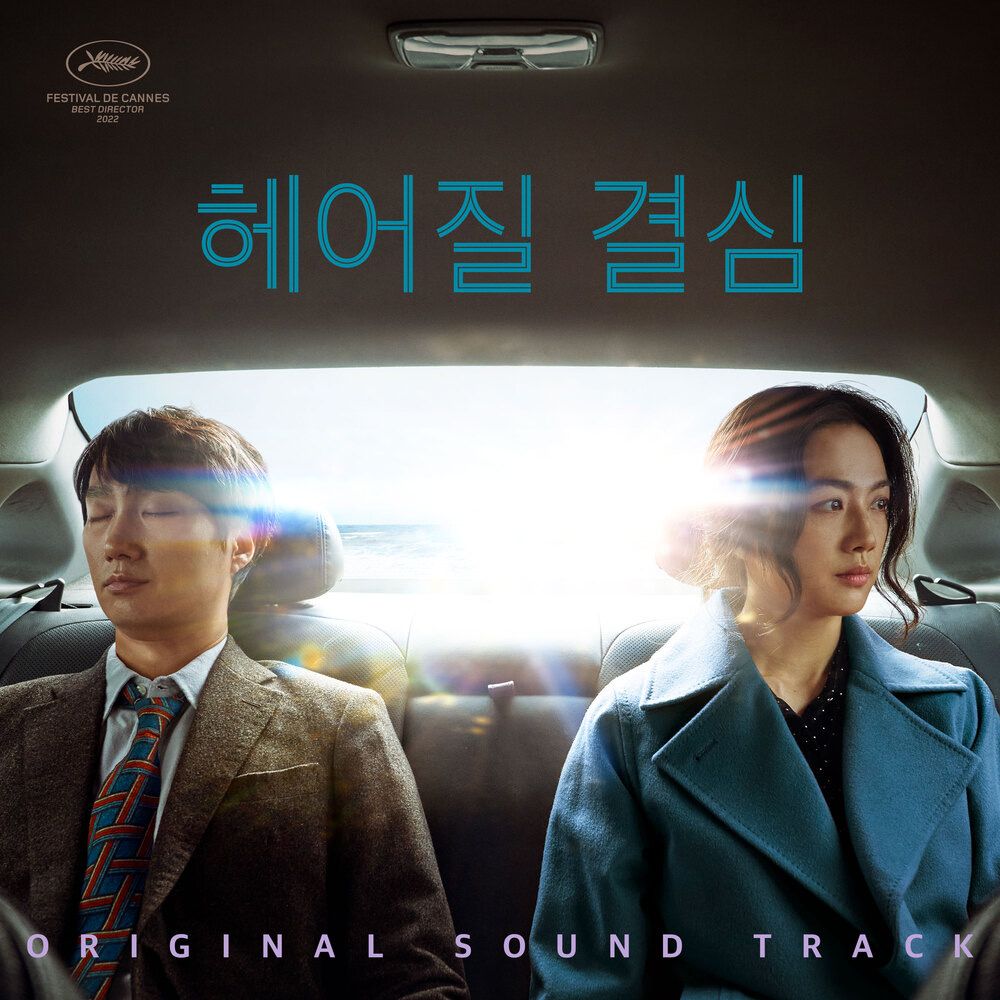 FESTIVAL DE CANNES
BEST DIRECTOR
2022
헤어질 결심
ORIGINAL SOUND TRACK